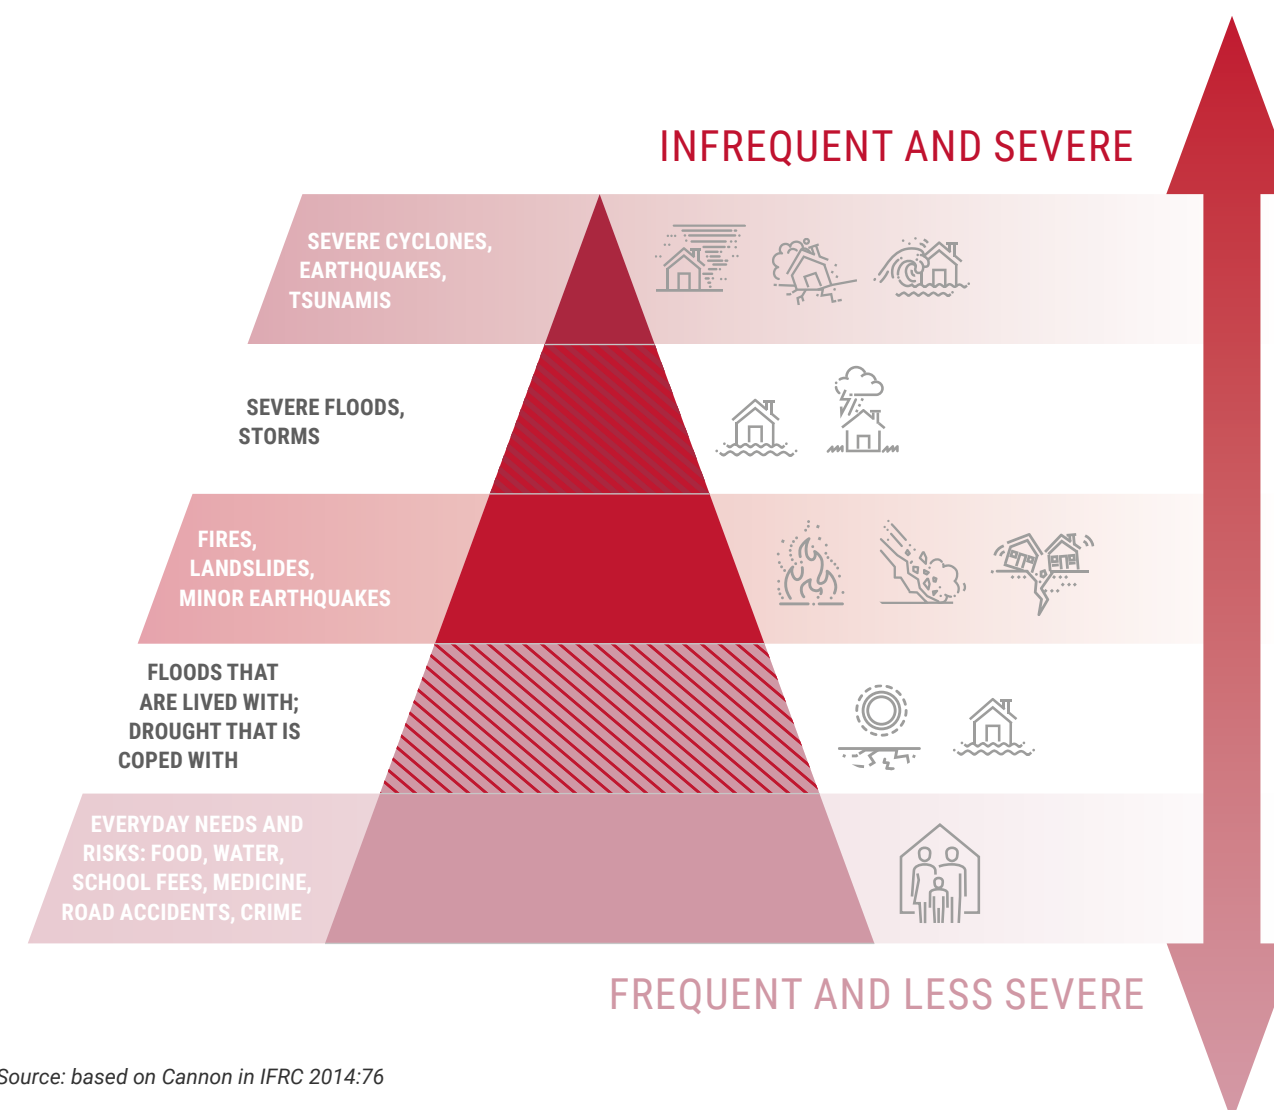 INFREQUENT AND SEVERE
SEVERE CYCLONES,
EARTHQUAKES,
TSUNAMIS
SEVERE FLOODS,
STORMS
FIRES,
LANDSLIDES,
MINOR EARTHQUAKES
FLOODS THAT
ARE LIVED WITH;
DROUGHT THAT IS
COPED WITH
EVERYDAY NEEDS AND
RISKS: FOOD, WATER,
SCHOOL FEES, MEDICINE,
ROAD ACCIDENTS, CRIME
FREQUENT AND LESS SEVERE
Source: based on Cannon in IFRC 2014:76